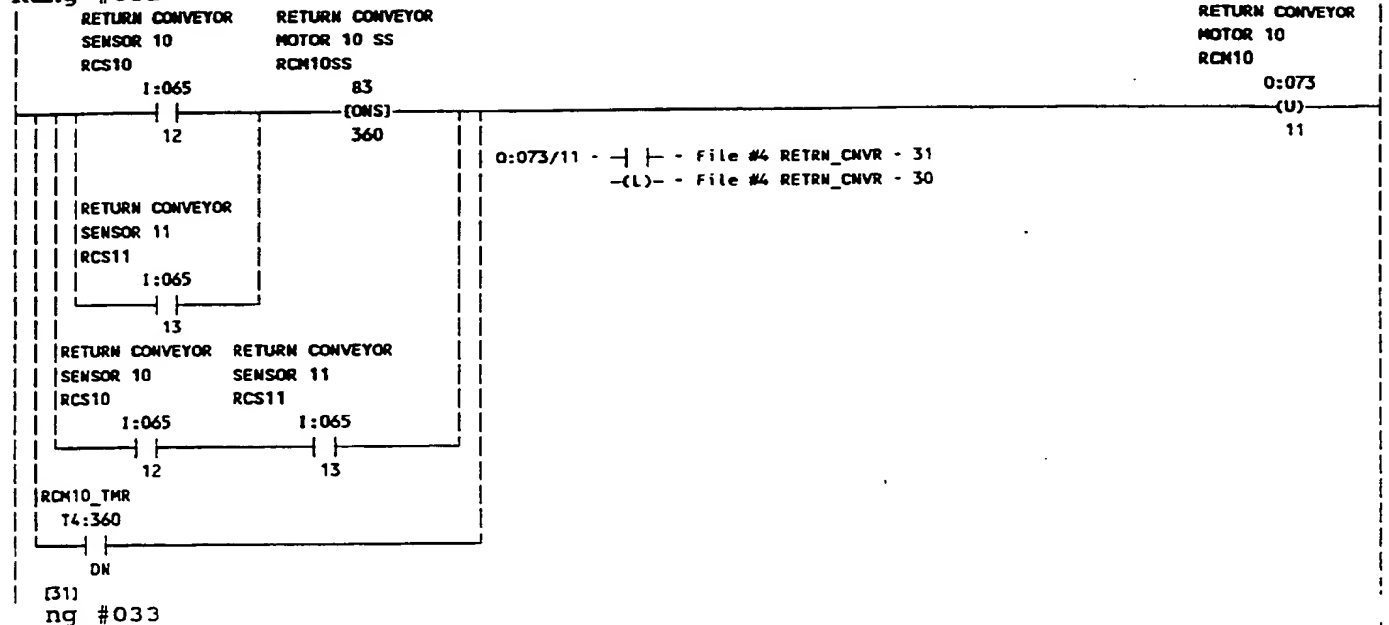 RETURN CONVEYOR RETURN CONVEYOR RETURN CONVEYOR
SENSOR 10 MOTOR 10 SS MOTOR 10
RCS10 RCM10SS RCM10
I:065 83 O:073
[ONS] (U)
12 360 11
O:073/11 - -| |- - File #4 RETRN_CNVR - 31
-(L)- - File #4 RETRN_CNVR - 30
RETURN CONVEYOR
SENSOR 11
RCS11
I:065
13
RETURN CONVEYOR RETURN CONVEYOR
SENSOR 10 SENSOR 11
RCS10 RCS11
I:065 I:065
12 13
RCM10_TMR
T4:360
DN
[31]
ng #033